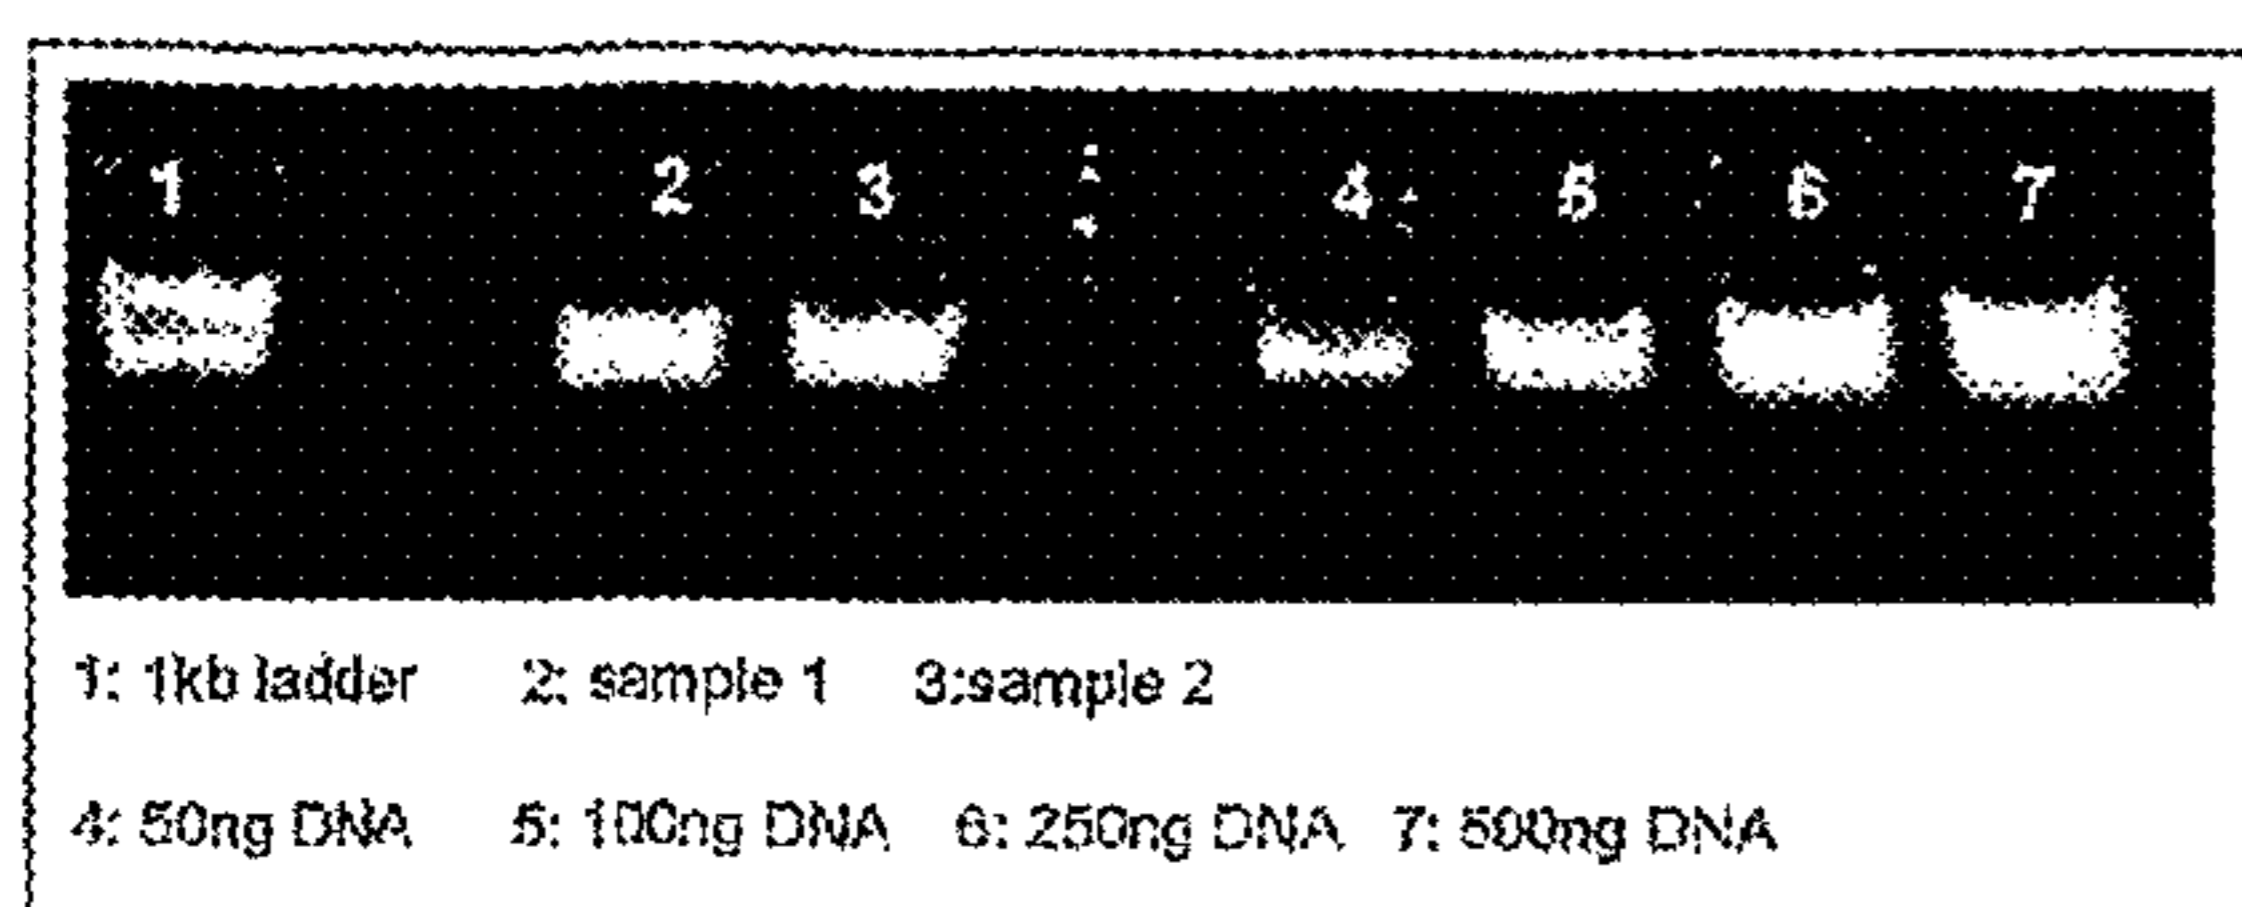 1 2 3 4 5 6 7
1: 1kb ladder 2: sample 1 3:sample 2
4: 50ng DNA 5: 100ng DNA 6: 250ng DNA 7: 500ng DNA